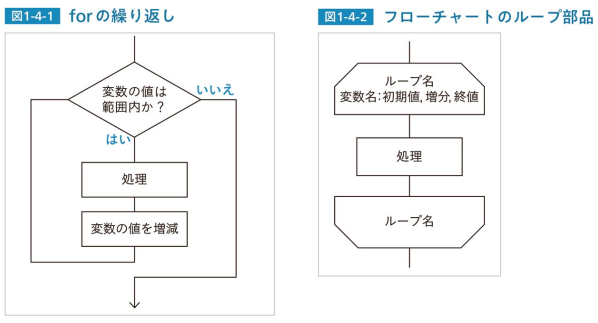 図1-4-1 forの繰り返し
変数の値は
範囲内か？
いいえ
はい
処理
変数の値を増減
図1-4-2 フローチャートのループ部品
ループ名
変数名：初期値, 増分, 終値
処理
ループ名